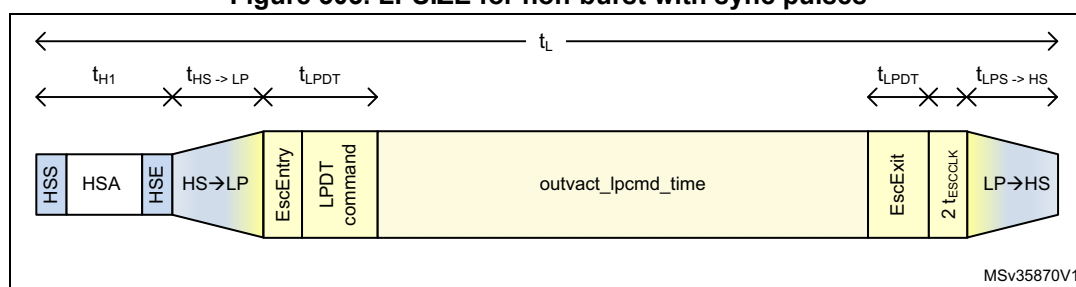 Figure 303. LPSIZE for non-burst with sync pulses
tL
tH1 tHS -> LP tLPDT tLPDT tLPS -> HS
HSS HSA HSE HS→LP EscEntry LPDT command outvact_lpcmd_time EscExit 2 tESCCLK LP→HS
MSv35870V1